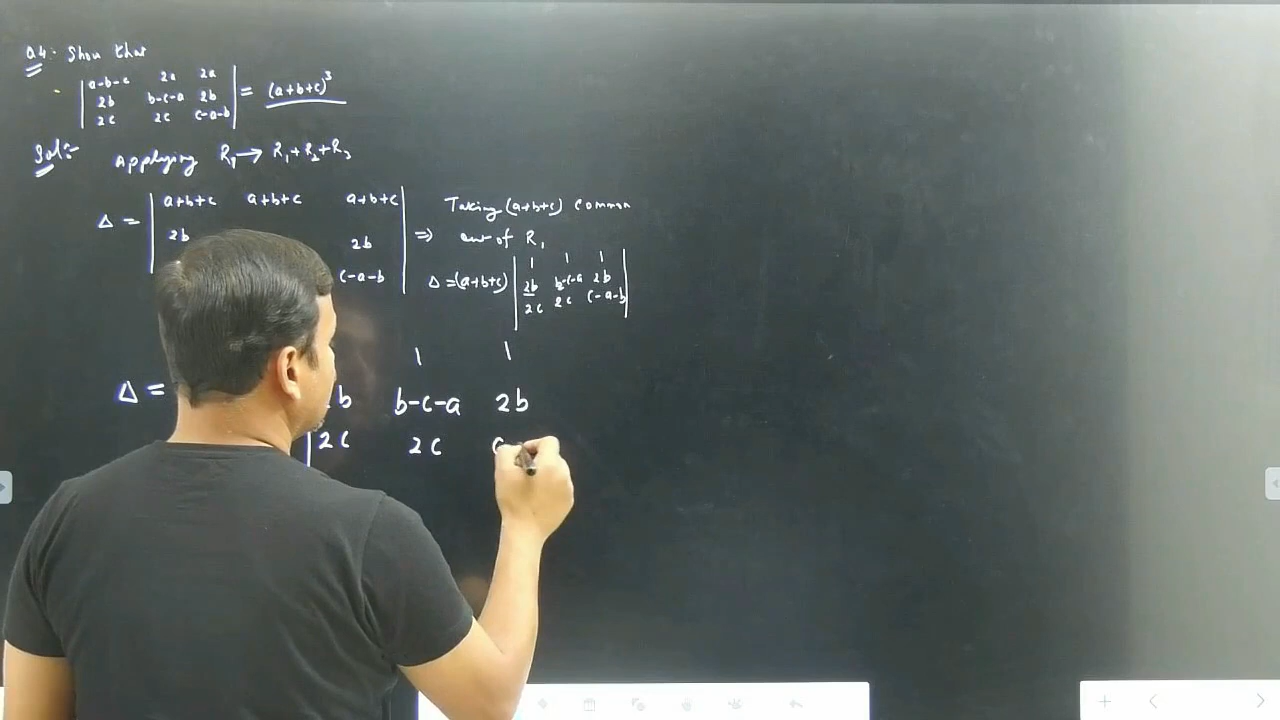 Q4. Show that
a-b-c 2a 2a
2b b-c-a 2b = (a+b+c)³
2c 2c c-a-b
Solⁿ:- Applying R₁→ R₁+R₂+R₃
Δ = a+b+c a+b+c a+b+c
2b 2b
c-a-b
⇒ Taking (a+b+c) common
out of R₁
1 1 1
Δ =(a+b+c) 2b b-c-a 2b
2c 2c c-a-b
1 1
Δ = b b-c-a 2b
2c 2c c